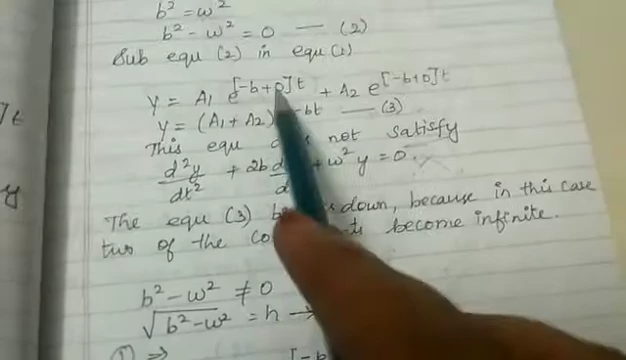 b² = ω²
b² - ω² = 0 — (2)
Sub equ (2) in equ (1)
y = A₁ e^[-b+0]t + A₂ e^[-b+0]t
y = (A₁ + A₂) -bt — (3)
This equ not satisfy
d²y/dt² + 2b d + ω²y = 0.
The equ (3) down, because in this case
two of the become infinite.
b² - ω² ≠ 0
√b² - ω² = h →
① ⇒ [-b